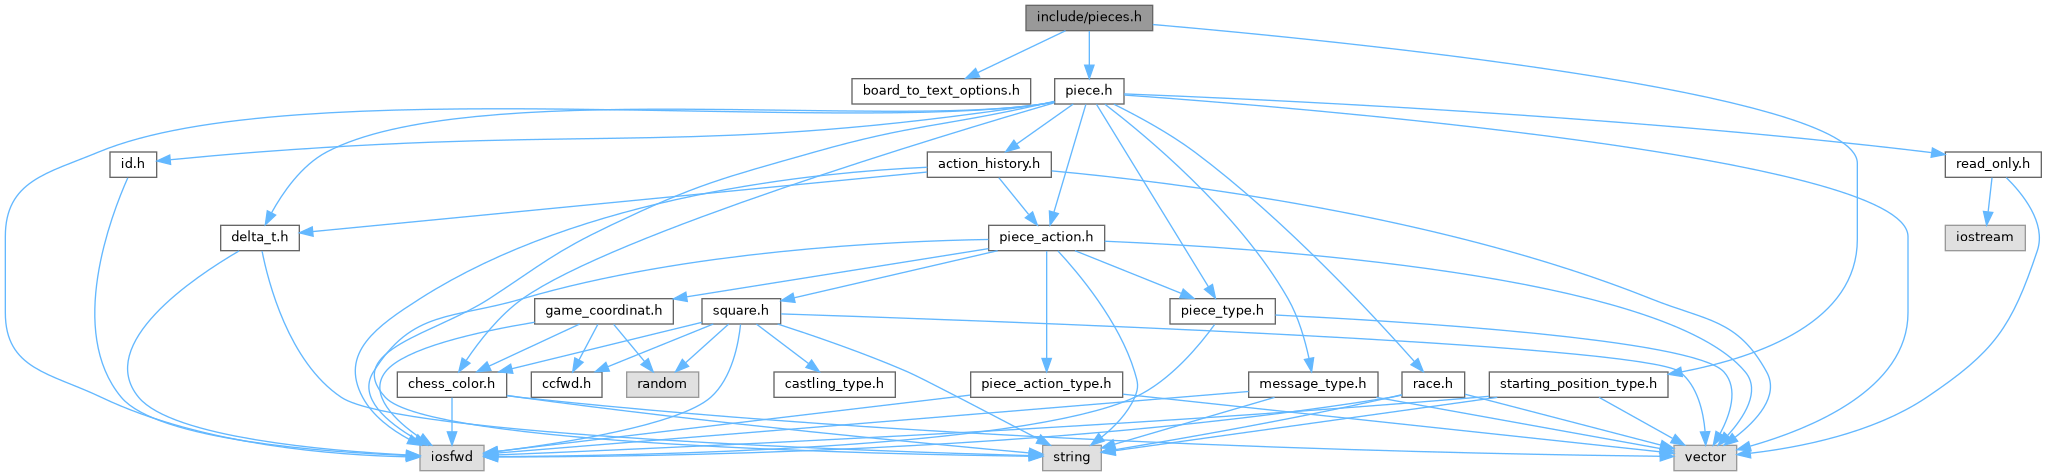 include/pieces.h
board_to_text_options.h
piece.h
id.h
action_history.h
read_only.h
delta_t.h
piece_action.h
iostream
game_coordinat.h
square.h
piece_type.h
chess_color.h
ccfwd.h
random
castling_type.h
piece_action_type.h
message_type.h
race.h
starting_position_type.h
iosfwd
string
vector